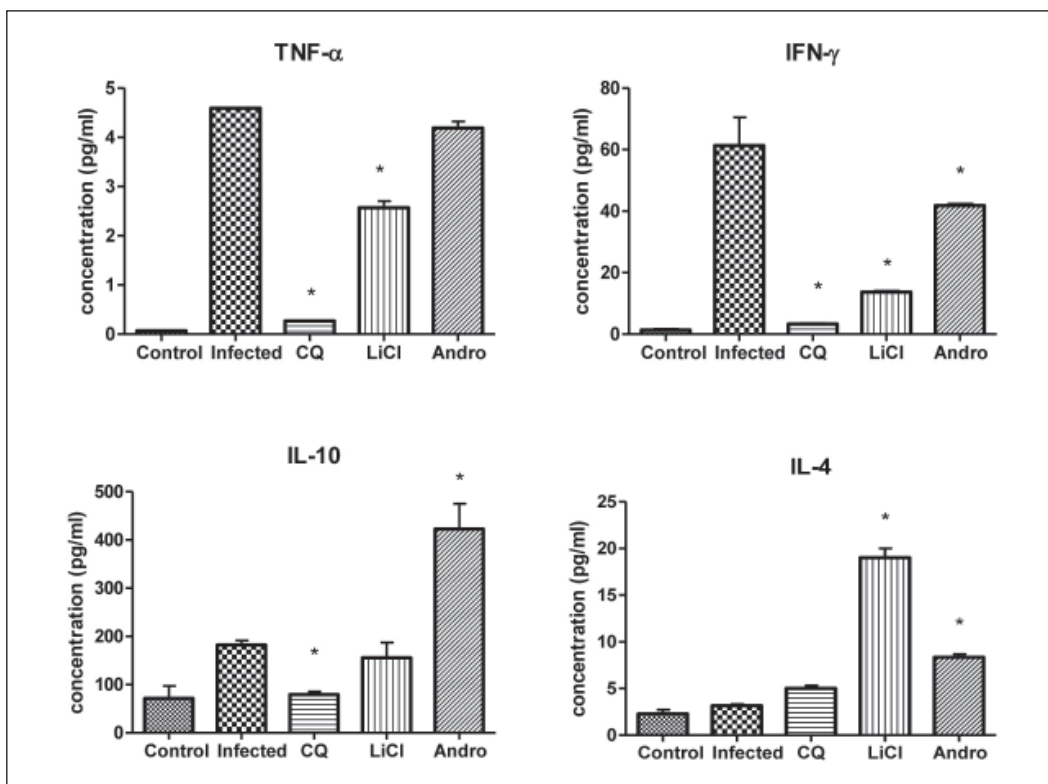 TNF-α
concentration (pg/ml)
5
4
3
2
1
0
*
*
Control Infected CQ LiCl Andro
IFN-γ
concentration (pg/ml)
80
60
40
20
0
*
*
*
Control Infected CQ LiCl Andro
IL-10
concentration (pg/ml)
500
400
300
200
100
0
*
*
Control Infected CQ LiCl Andro
IL-4
concentration (pg/ml)
25
20
15
10
5
0
*
*
Control Infected CQ LiCl Andro